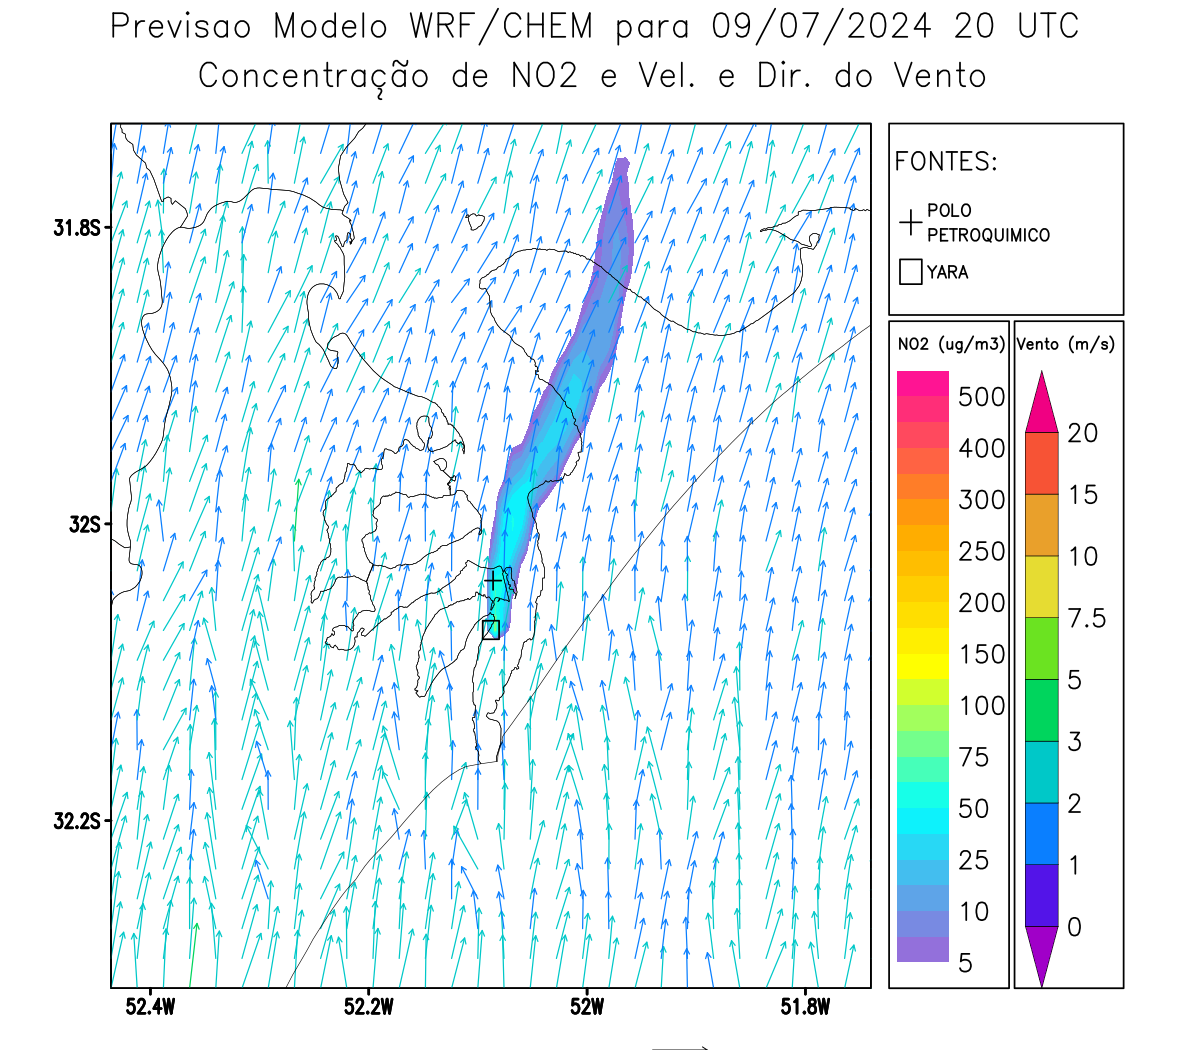 Previsao Modelo WRF/CHEM para 09/07/2024 20 UTC
Concentração de NO2 e Vel. e Dir. do Vento
FONTES:
POLO
PETROQUIMICO
YARA
NO2 (ug/m3)
500
400
300
250
200
150
100
75
50
25
10
5
Vento (m/s)
20
15
10
7.5
5
3
2
1
0
31.8S
32S
32.2S
52.4W
52.2W
52W
51.8W